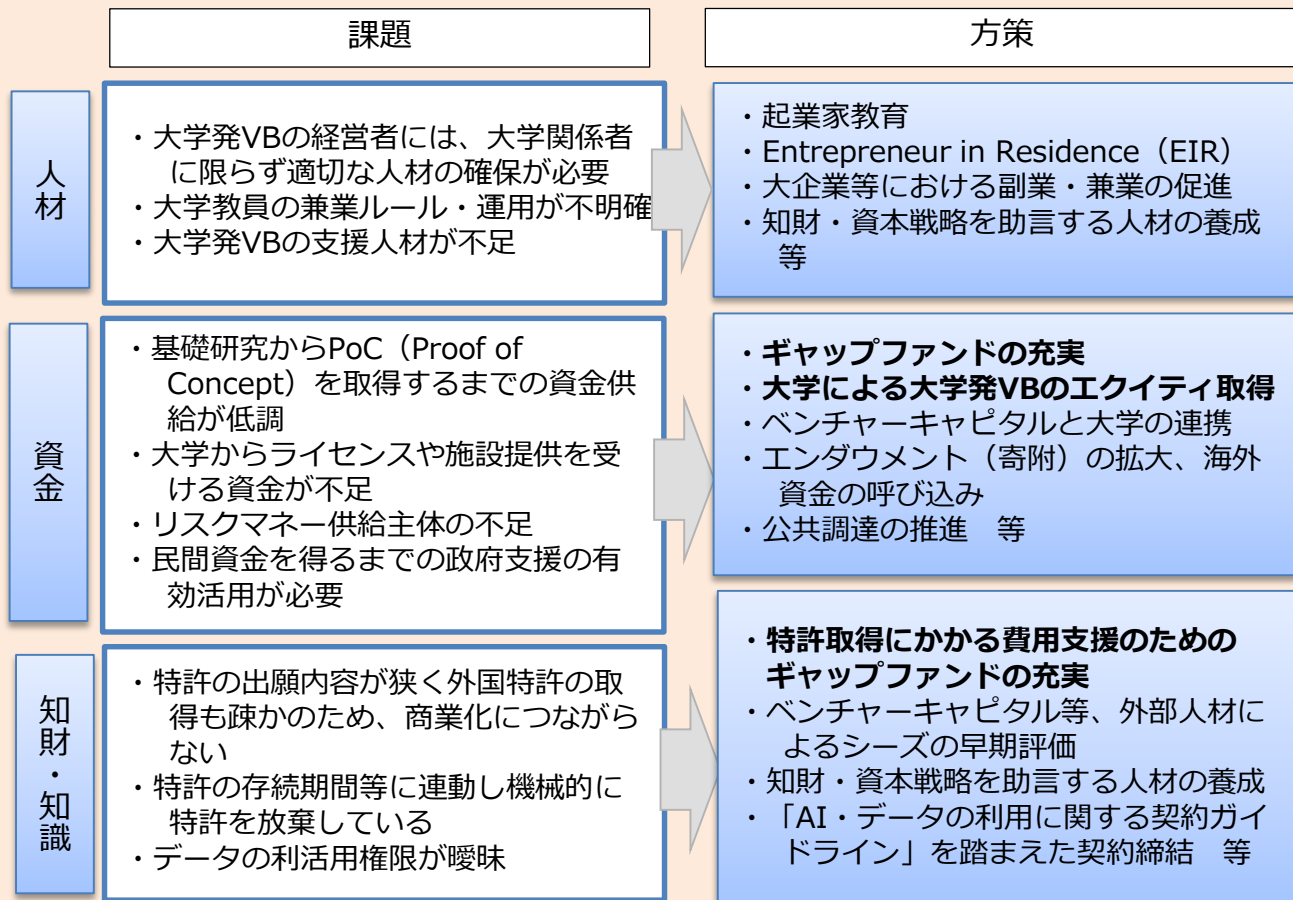 課題
方策
人材
・大学発VBの経営者には、大学関係者
に限らず適切な人材の確保が必要
・大学教員の兼業ルール・運用が不明確
・大学発VBの支援人材が不足
・起業家教育
・Entrepreneur in Residence（EIR）
・大企業等における副業・兼業の促進
・知財・資本戦略を助言する人材の養成
等
資金
・基礎研究からPoC（Proof of
Concept）を取得するまでの資金供
給が低調
・大学からライセンスや施設提供を受
ける資金が不足
・リスクマネー供給主体の不足
・民間資金を得るまでの政府支援の有
効活用が必要
・ギャップファンドの充実
・大学による大学発VBのエクイティ取得
・ベンチャーキャピタルと大学の連携
・エンダウメント（寄附）の拡大、海外
資金の呼び込み
・公共調達の推進　等
知財・知識
・特許の出願内容が狭く外国特許の取
得も疎かのため、商業化につながら
ない
・特許の存続期間等に連動し機械的に
特許を放棄している
・データの利活用権限が曖昧
・特許取得にかかる費用支援のための
ギャップファンドの充実
・ベンチャーキャピタル等、外部人材に
よるシーズの早期評価
・知財・資本戦略を助言する人材の養成
・「AI・データの利用に関する契約ガイ
ドライン」を踏まえた契約締結　等